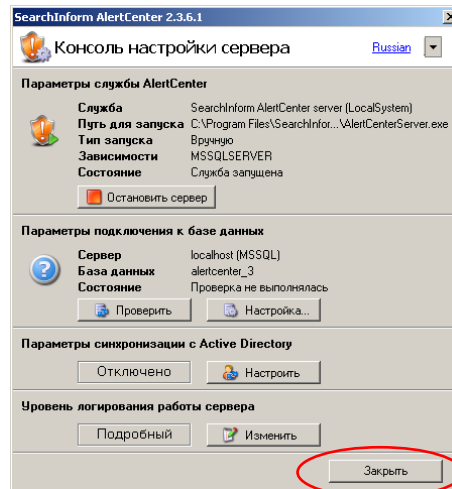 SearchInform AlertCenter 2.3.6.1
Консоль настройки сервера Russian
Параметры службы AlertCenter
Служба SearchInform AlertCenter server (LocalSystem)
Путь для запуска C:\Program Files\SearchInfor...\AlertCenterServer.exe
Тип запуска Вручную
Зависимости MSSQLSERVER
Состояние Служба запущена
Остановить сервер
Параметры подключения к базе данных
Сервер localhost (MSSQL)
База данных alertcenter_3
Состояние Проверка не выполнялась
Проверить Настройка...
Параметры синхронизации с Active Directory
Отключено Настроить
Уровень логирования работы сервера
Подробный Изменить
Закрыть